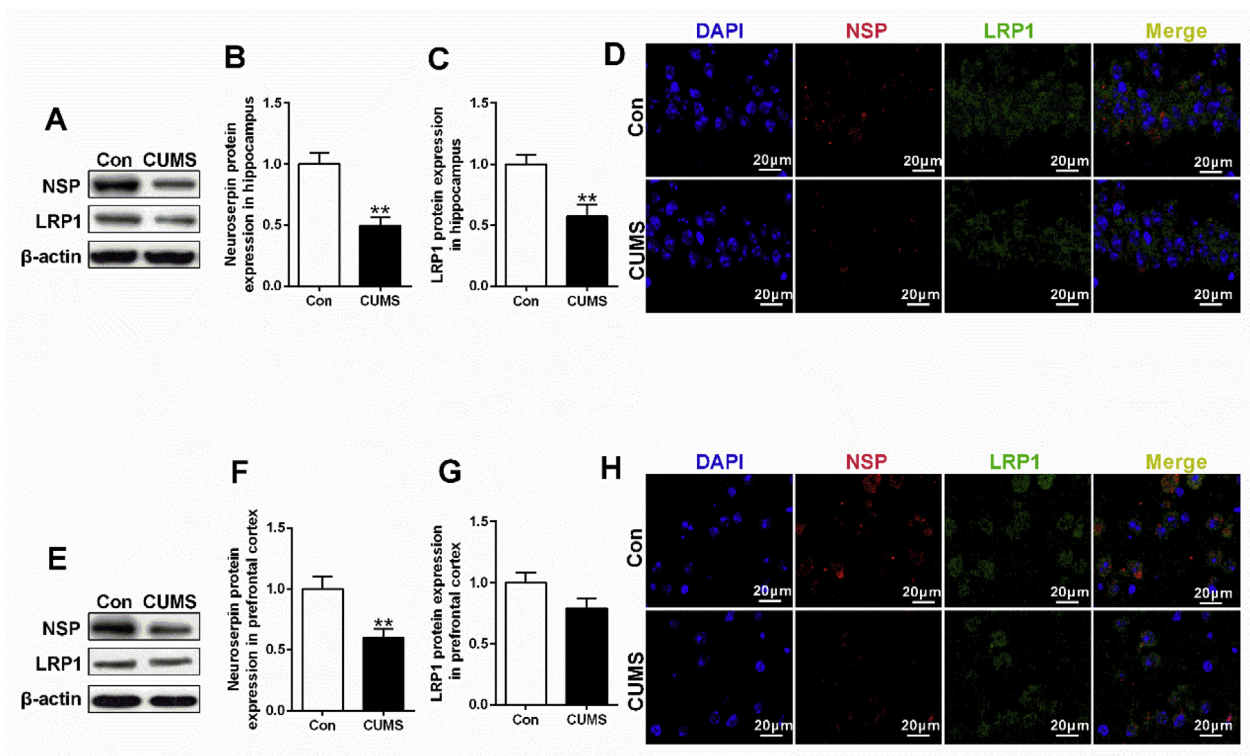 A
Con CUMS
NSP
LRP1
β-actin
B
Neuroserpin protein
expression in hippocampus
1.5
1.0
0.5
0.0
**
Con CUMS
C
LRP1 protein expression
in hippocampus
1.5
1.0
0.5
0.0
**
Con CUMS
D
DAPI NSP LRP1 Merge
Con
20μm 20μm 20μm 20μm
CUMS
20μm 20μm 20μm 20μm
E
Con CUMS
NSP
LRP1
β-actin
F
Neuroserpin protein
expression in prefrontal cortex
1.5
1.0
0.5
0.0
**
Con CUMS
G
LRP1 protein expression
in prefrontal cortex
1.5
1.0
0.5
0.0
Con CUMS
H
DAPI NSP LRP1 Merge
Con
20μm 20μm 20μm 20μm
CUMS
20μm 20μm 20μm 20μm